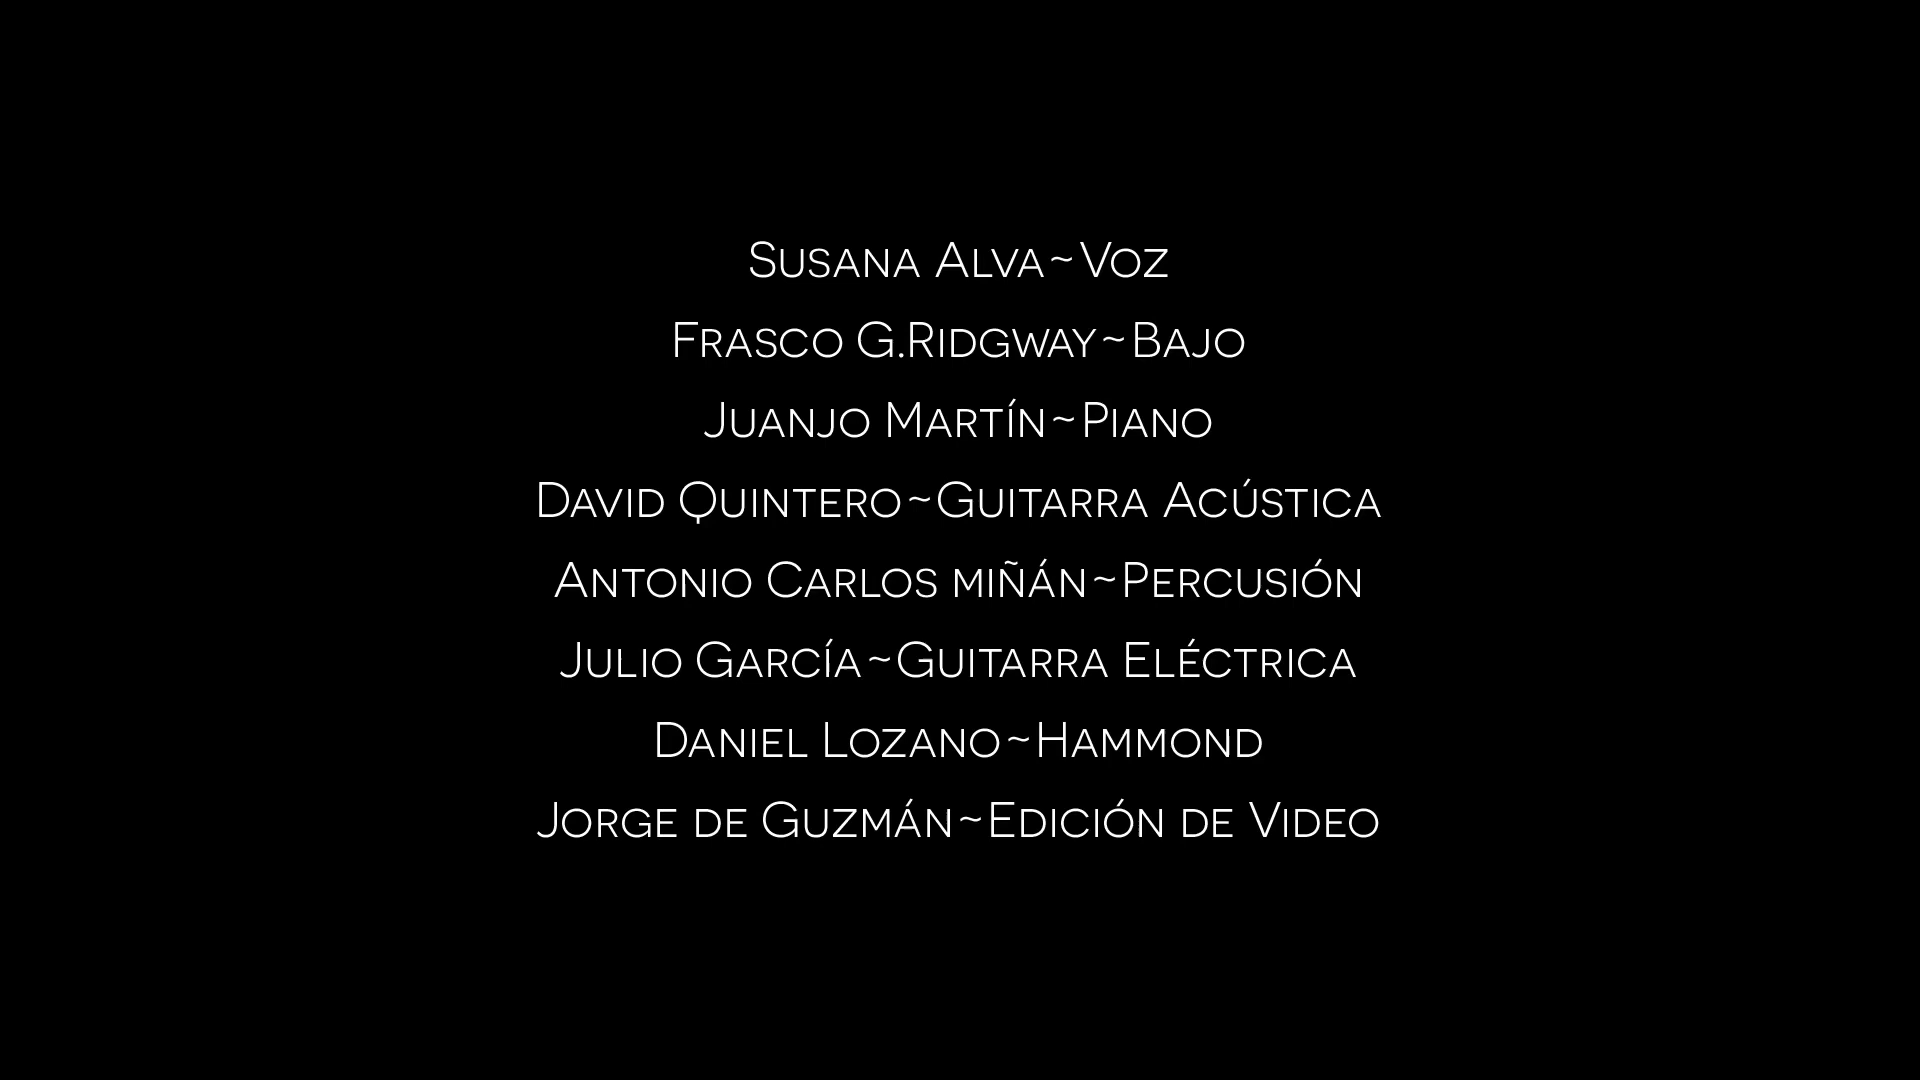 Susana Alva~Voz
Frasco G.Ridgway~Bajo
Juanjo Martín~Piano
David Quintero~Guitarra Acústica
Antonio Carlos miñán~Percusión
Julio García~Guitarra Eléctrica
Daniel Lozano~Hammond
Jorge de Guzmán~Edición de Video